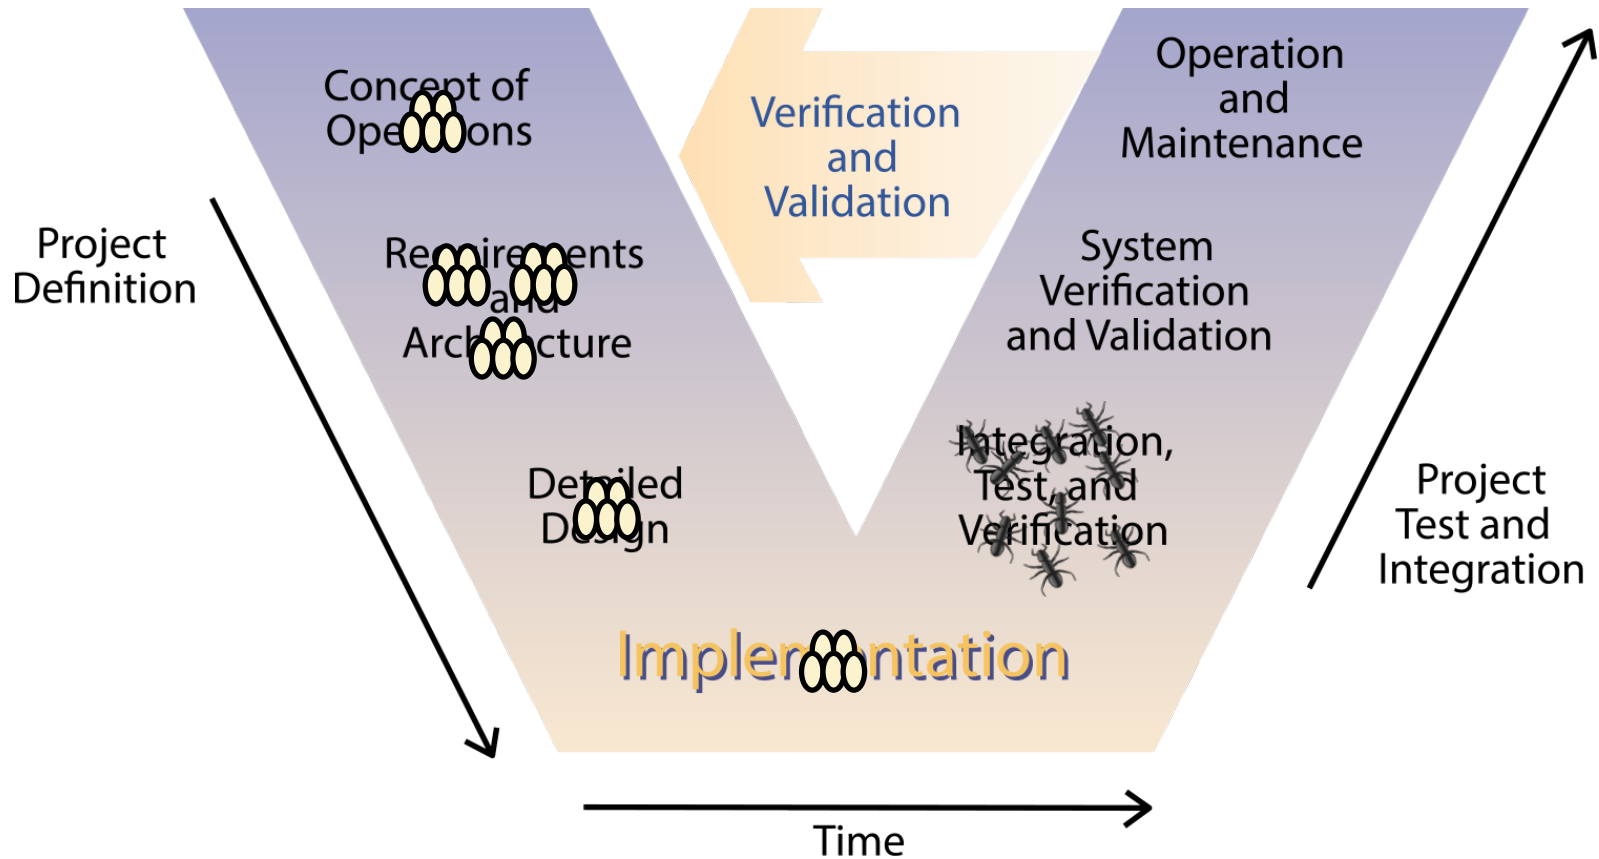 Concept of
Operations
Requirements
and
Architecture
Detailed
Design
Implementation
Verification
and
Validation
Operation
and
Maintenance
System
Verification
and Validation
Integration,
Test, and
Verification
Project
Definition
Project
Test and
Integration
Time